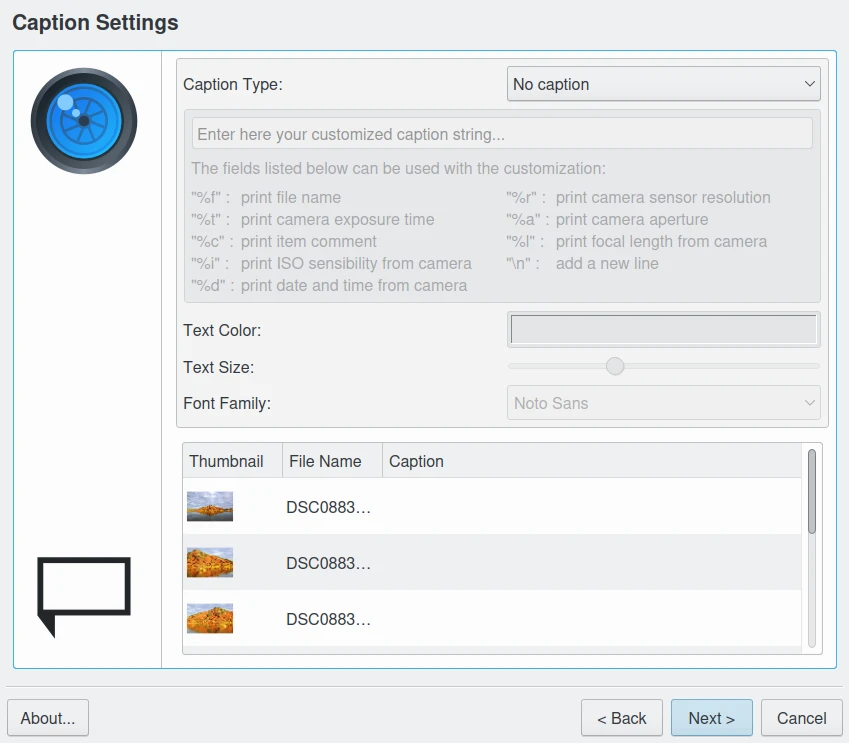 Caption Settings
Caption Type:
No caption
Enter here your customized caption string...
The fields listed below can be used with the customization:
"%f" : print file name
"%r" : print camera sensor resolution
"%t" : print camera exposure time
"%a" : print camera aperture
"%c" : print item comment
"%l" : print focal length from camera
"%i" : print ISO sensibility from camera
"\n" : add a new line
"%d" : print date and time from camera
Text Color:
Text Size:
Font Family:
Noto Sans
Thumbnail File Name Caption
DSC0883...
DSC0883...
DSC0883...
About... < Back Next > Cancel